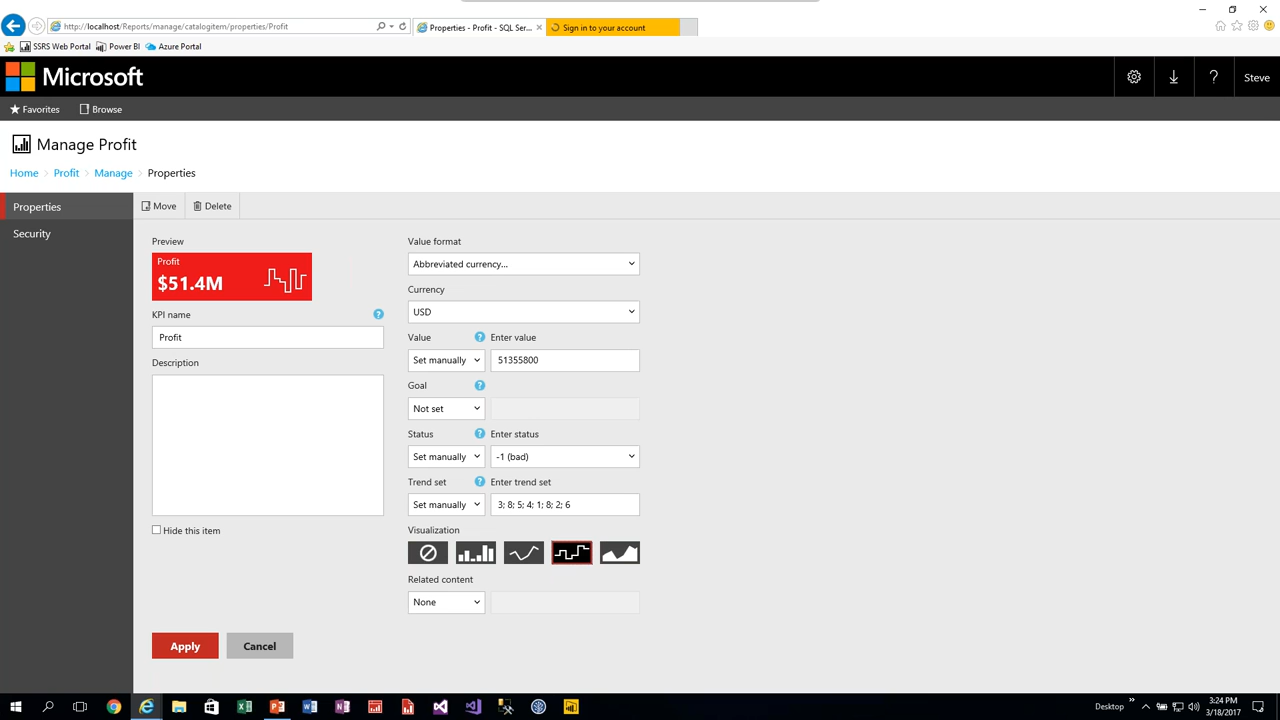 http://localhost/Reports/manage/catalogitem/properties/Profit
Properties - Profit - SQL Ser...
Sign in to your account
SSRS Web Portal
Power BI
Azure Portal
Microsoft
?
Steve
Favorites
Browse
Manage Profit
Home > Profit > Manage > Properties
Properties
Security
Move
Delete
Preview
Profit
$51.4M
KPI name
?
Profit
Description
Hide this item
Value format
Abbreviated currency...
Currency
USD
Value ? Enter value
Set manually 51355800
Goal ?
Not set
Status ? Enter status
Set manually -1 (bad)
Trend set ? Enter trend set
Set manually 3; 8; 5; 4; 1; 8; 2; 6
Visualization
Related content
None
Apply
Cancel
Desktop
3:24 PM
3/18/2017